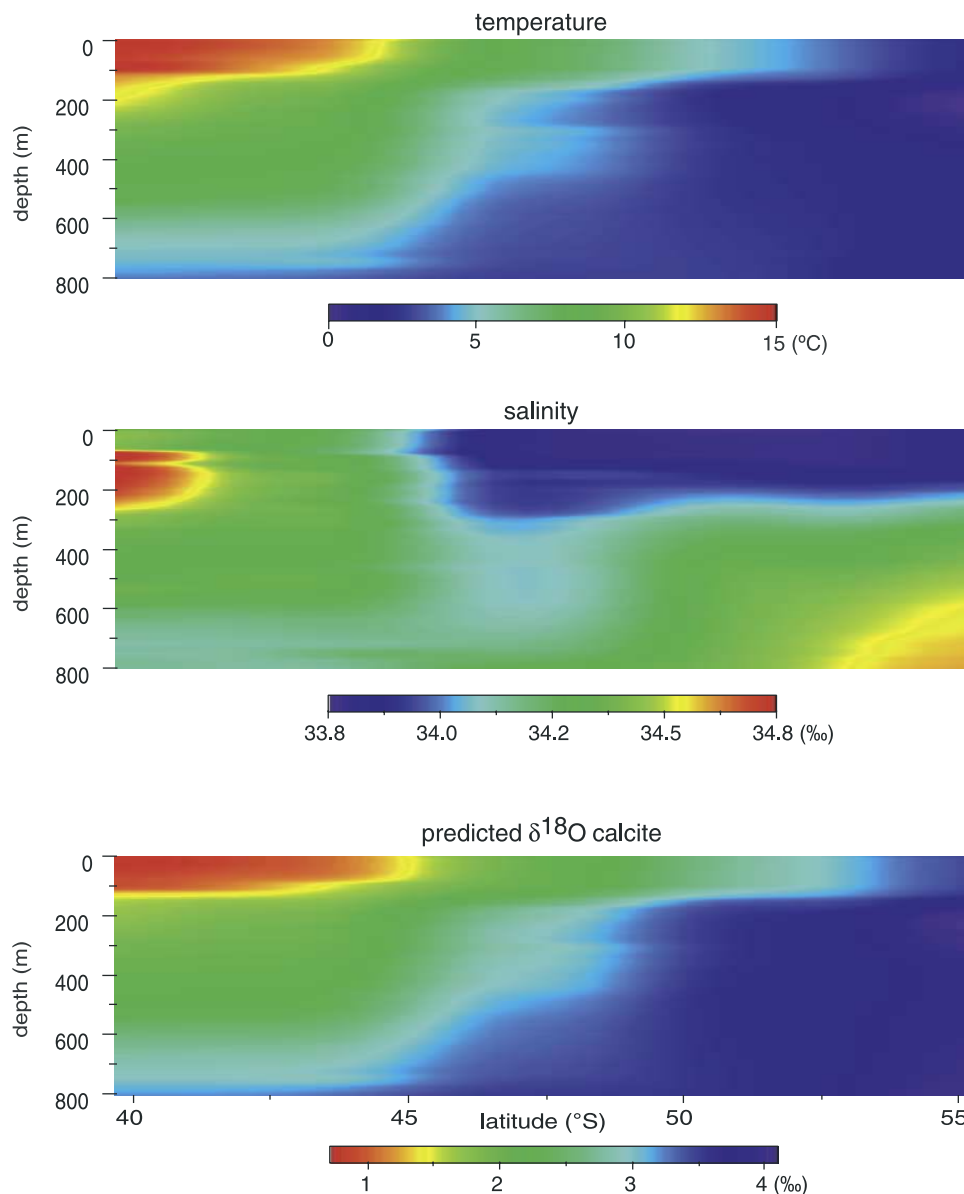 temperature
0
200
400
600
800
depth (m)
0 5 10 15 (ºC)
salinity
0
200
400
600
800
depth (m)
33.8 34.0 34.2 34.5 34.8 (‰)
predicted δ18O calcite
0
200
400
600
800
depth (m)
40 45 50 55
latitude (°S)
1 2 3 4 (‰)